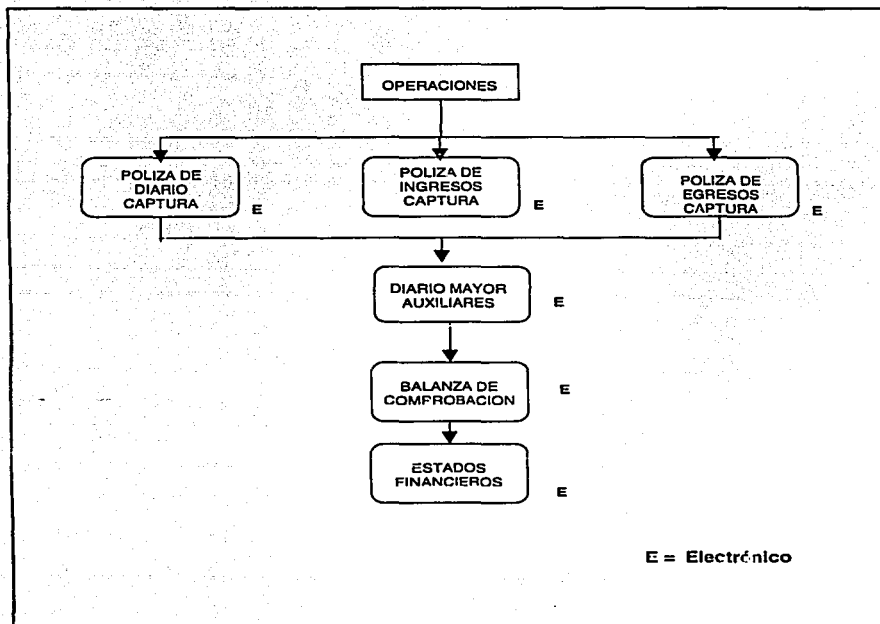 OPERACIONES
POLIZA DE
DIARIO
CAPTURA
E
POLIZA DE
INGRESOS
CAPTURA
E
POLIZA DE
EGRESOS
CAPTURA
E
DIARIO MAYOR
AUXILIARES
E
BALANZA DE
COMPROBACION
E
ESTADOS
FINANCIEROS
E
E = Electrónico